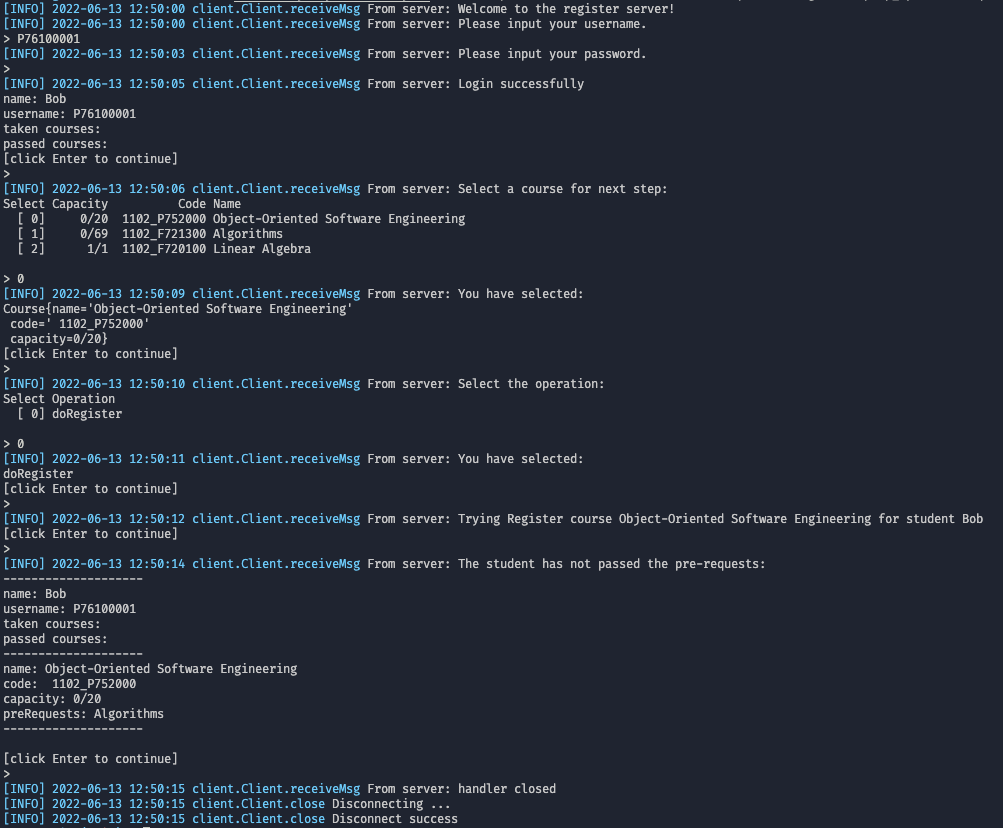 [INFO] 2022-06-13 12:50:00 client.Client.receiveMsg From server: Welcome to the register server!
[INFO] 2022-06-13 12:50:00 client.Client.receiveMsg From server: Please input your username.
> P76100001
[INFO] 2022-06-13 12:50:03 client.Client.receiveMsg From server: Please input your password.
>
[INFO] 2022-06-13 12:50:05 client.Client.receiveMsg From server: Login successfully
name: Bob
username: P76100001
taken courses:
passed courses:
[click Enter to continue]
>
[INFO] 2022-06-13 12:50:06 client.Client.receiveMsg From server: Select a course for next step:
Select Capacity          Code Name
  [ 0]     0/20  1102_P752000 Object-Oriented Software Engineering
  [ 1]     0/69  1102_F721300 Algorithms
  [ 2]      1/1  1102_F720100 Linear Algebra

> 0
[INFO] 2022-06-13 12:50:09 client.Client.receiveMsg From server: You have selected:
Course{name='Object-Oriented Software Engineering'
 code=' 1102_P752000'
 capacity=0/20}
[click Enter to continue]
>
[INFO] 2022-06-13 12:50:10 client.Client.receiveMsg From server: Select the operation:
Select Operation
  [ 0] doRegister

> 0
[INFO] 2022-06-13 12:50:11 client.Client.receiveMsg From server: You have selected:
doRegister
[click Enter to continue]
>
[INFO] 2022-06-13 12:50:12 client.Client.receiveMsg From server: Trying Register course Object-Oriented Software Engineering for student Bob
[click Enter to continue]
>
[INFO] 2022-06-13 12:50:14 client.Client.receiveMsg From server: The student has not passed the pre-requests:
--------------------
name: Bob
username: P76100001
taken courses:
passed courses:
--------------------
name: Object-Oriented Software Engineering
code:  1102_P752000
capacity: 0/20
preRequests: Algorithms
--------------------

[click Enter to continue]
>
[INFO] 2022-06-13 12:50:15 client.Client.receiveMsg From server: handler closed
[INFO] 2022-06-13 12:50:15 client.Client.close Disconnecting ...
[INFO] 2022-06-13 12:50:15 client.Client.close Disconnect success